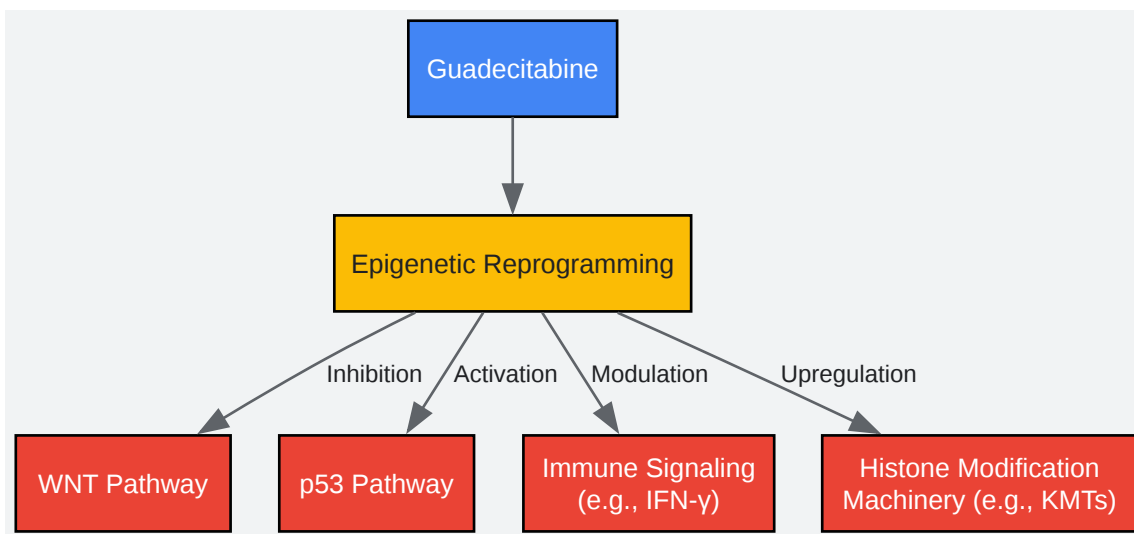 Guadecitabine
Epigenetic Reprogramming
Inhibition
Activation
Modulation
Upregulation
WNT Pathway
p53 Pathway
Immune Signaling
(e.g., IFN-γ)
Histone Modification
Machinery (e.g., KMTs)